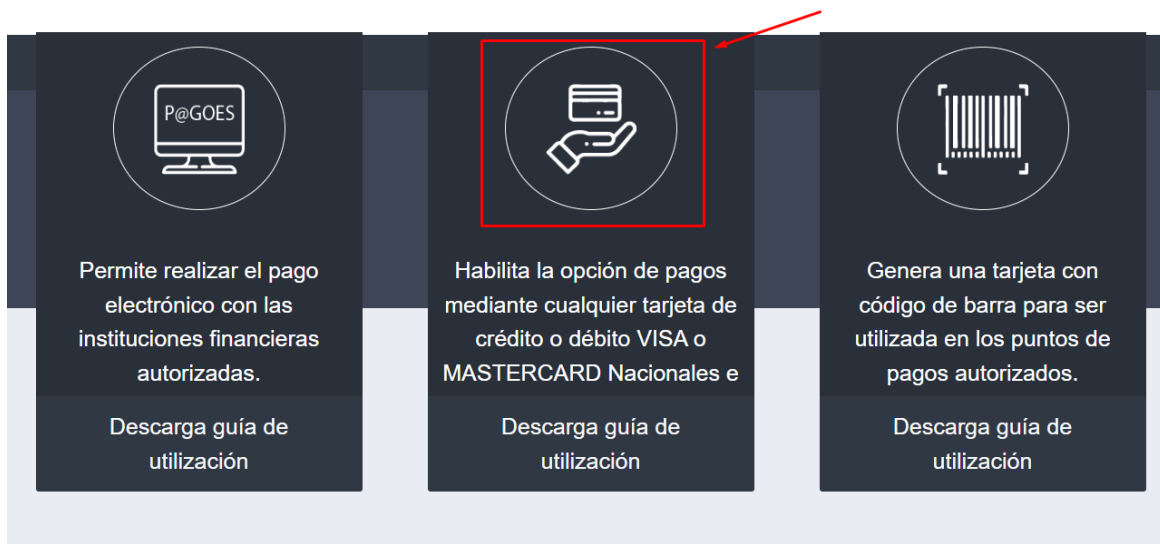 P@GOES
Permite realizar el pago
electrónico con las
instituciones financieras
autorizadas.
Descarga guía de
utilización
Habilita la opción de pagos
mediante cualquier tarjeta de
crédito o débito VISA o
MASTERCARD Nacionales e
Descarga guía de
utilización
Genera una tarjeta con
código de barra para ser
utilizada en los puntos de
pagos autorizados.
Descarga guía de
utilización